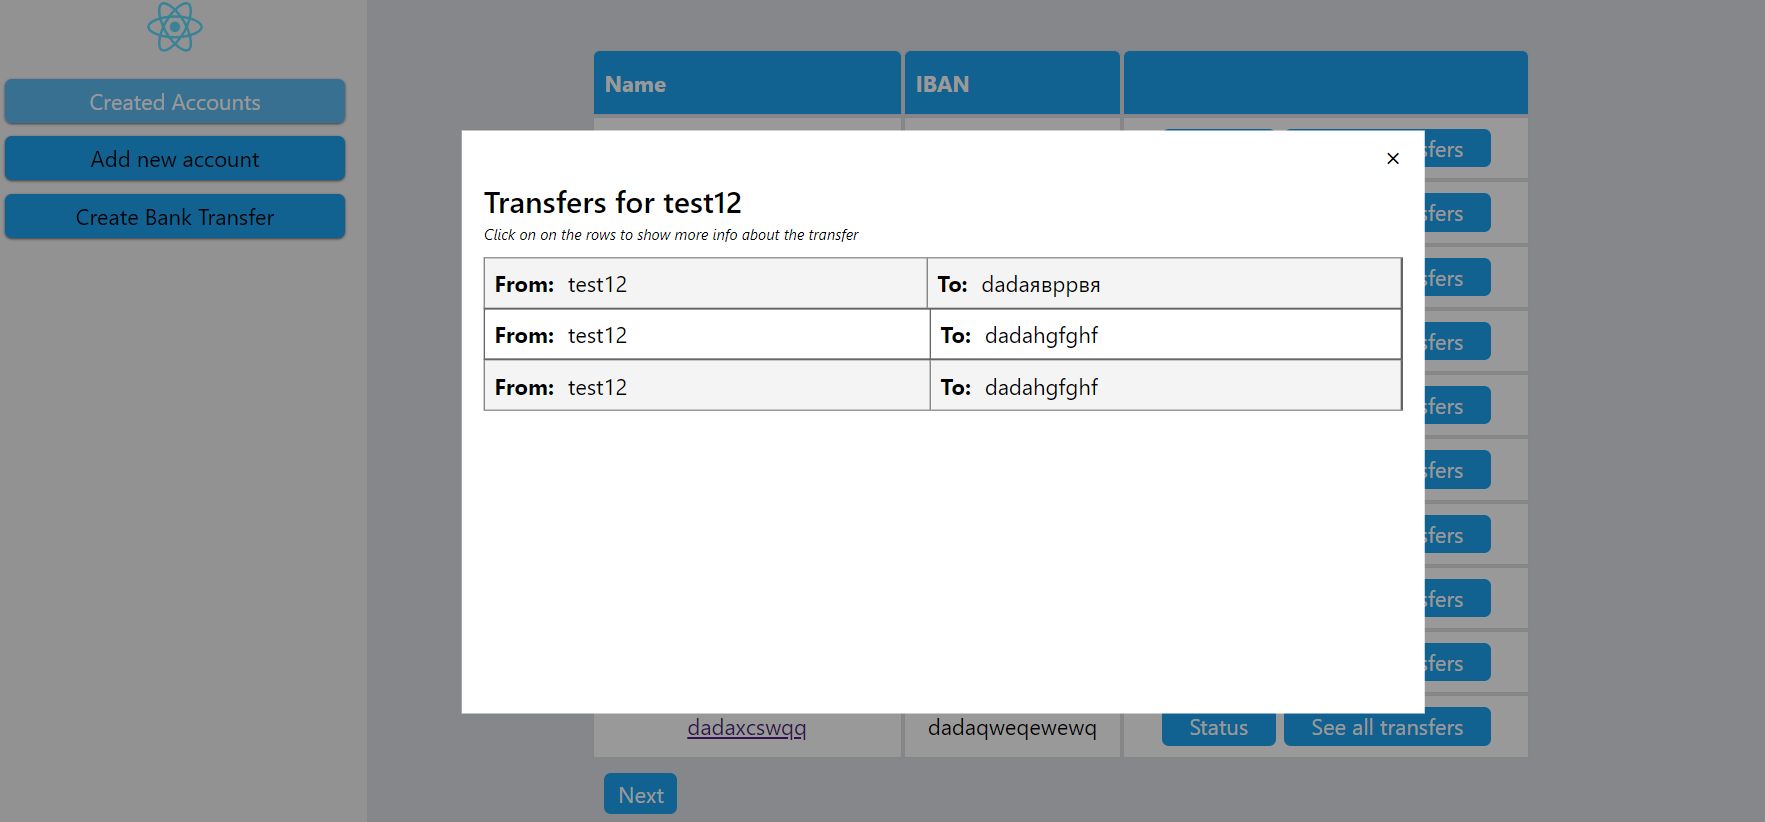 Created Accounts
Add new account
Create Bank Transfer
Name IBAN
×
Transfers for test12
Click on on the rows to show more info about the transfer
From: test12 To: dadaявррвя
From: test12 To: dadahgfghf
From: test12 To: dadahgfghf
sfers
sfers
sfers
sfers
sfers
sfers
sfers
sfers
sfers
dadaxcswqq dadaqweqewewq Status See all transfers
Next